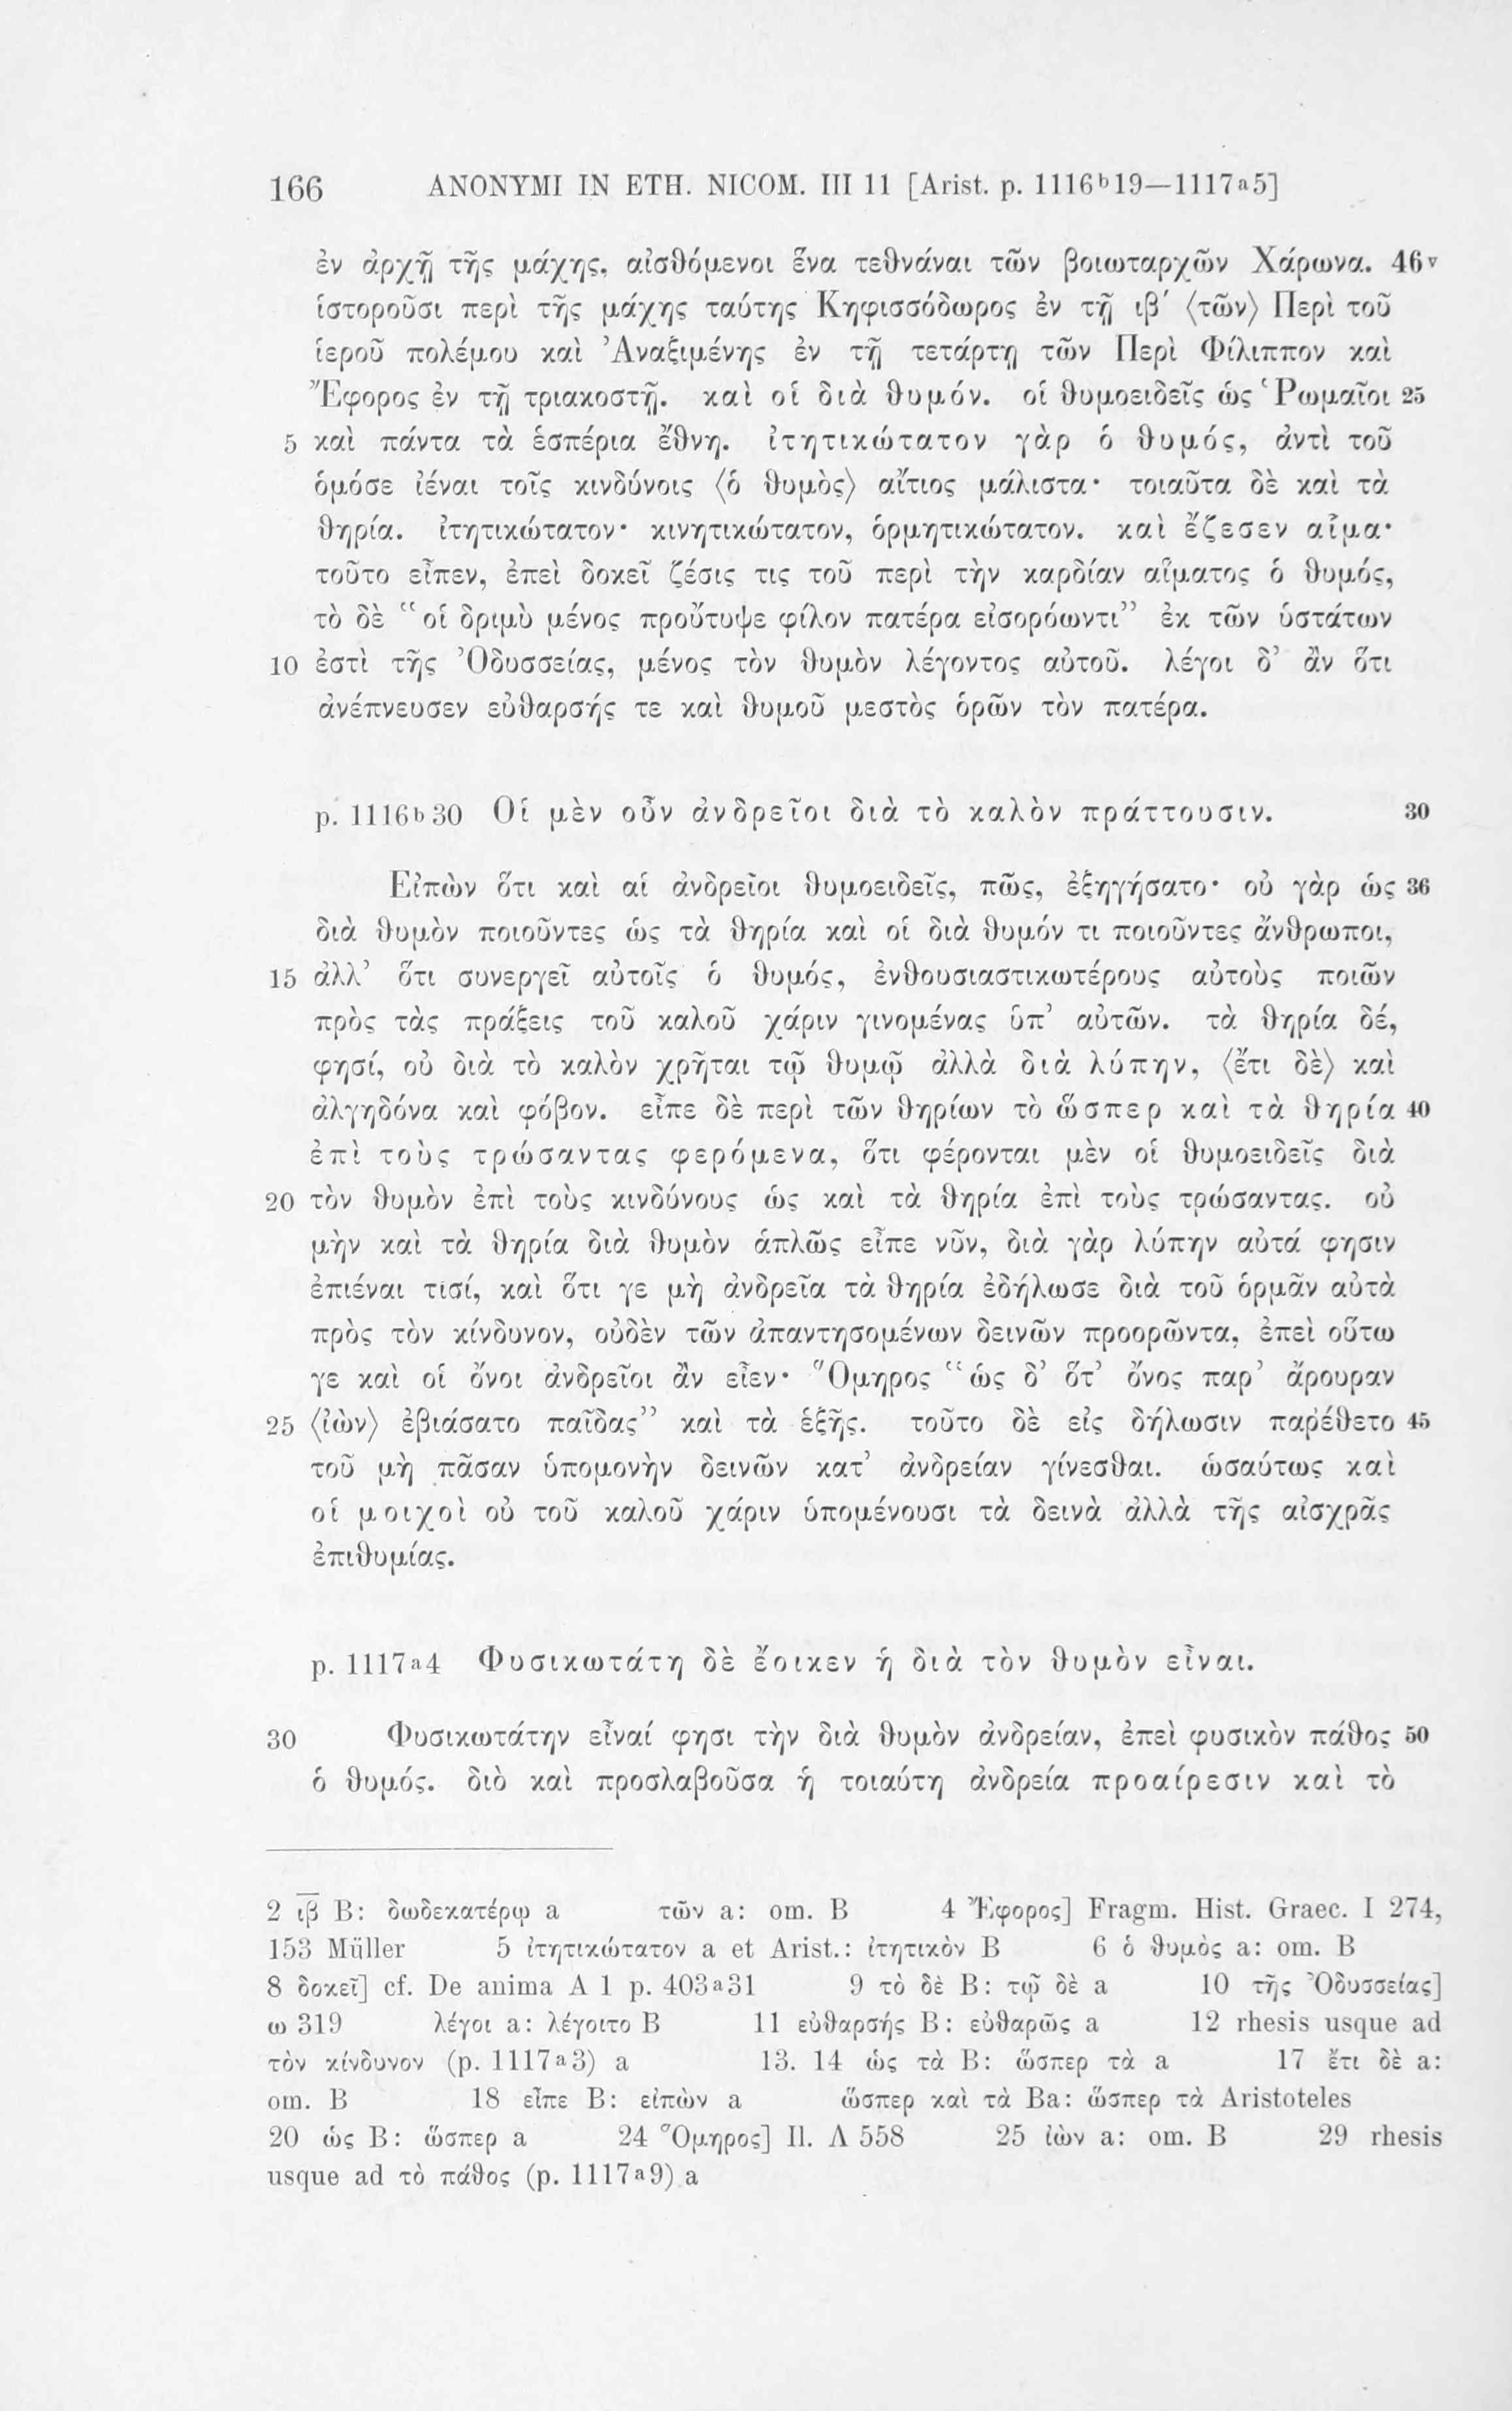 166 ANONYMI IN ETH. NICOM. III 11 [Arist. p. 1116ᵇ19—1117ᵃ5]
ἐν ἀρχῇ τῆς μάχης, αἰσθόμενοι ἕνα τεθνάναι τῶν βοιωταρχῶν Χάρωνα. 46ᵛ
ἱστοροῦσι περὶ τῆς μάχης ταύτης Κηφισσόδωρος ἐν τῇ ιβ΄ ⟨τῶν⟩ Περὶ τοῦ
ἱεροῦ πολέμου καὶ Ἀναξιμένης ἐν τῇ τετάρτῃ τῶν Περὶ Φίλιππον καὶ
Ἔφορος ἐν τῇ τριακοστῇ. καὶ οἱ διὰ θυμόν. οἱ θυμοειδεῖς ὡς Ῥωμαῖοι 25
5 καὶ πάντα τὰ ἑσπέρια ἔθνη. ἰτητικώτατον γὰρ ὁ θυμός, ἀντὶ τοῦ
ὁμόσε ἰέναι τοῖς κινδύνοις ⟨ὁ θυμὸς⟩ αἴτιος μάλιστα· τοιαῦτα δὲ καὶ τὰ
θηρία. ἰτητικώτατον· κινητικώτατον, ὁρμητικώτατον. καὶ ἔζεσεν αἷμα·
τοῦτο εἶπεν, ἐπεὶ δοκεῖ ζέσις τις τοῦ περὶ τὴν καρδίαν αἵματος ὁ θυμός,
τὸ δὲ “οἱ δριμὺ μένος προὔτυψε φίλον πατέρα εἰσορόωντι” ἐκ τῶν ὑστάτων
10 ἐστὶ τῆς Ὀδυσσείας, μένος τὸν θυμὸν λέγοντος αὐτοῦ. λέγοι δ’ ἂν ὅτι
ἀνέπνευσεν εὐθαρσής τε καὶ θυμοῦ μεστὸς ὁρῶν τὸν πατέρα.
p. 1116ᵇ30 Οἱ μὲν οὖν ἀνδρεῖοι διὰ τὸ καλὸν πράττουσιν. 30
Εἰπὼν ὅτι καὶ αἱ ἀνδρεῖοι θυμοειδεῖς, πῶς, ἐξηγήσατο· οὐ γὰρ ὡς 36
διὰ θυμὸν ποιοῦντες ὡς τὰ θηρία καὶ οἱ διὰ θυμόν τι ποιοῦντες ἄνθρωποι,
15 ἀλλ’ ὅτι συνεργεῖ αὐτοῖς ὁ θυμός, ἐνθουσιαστικωτέρους αὐτοὺς ποιῶν
πρὸς τὰς πράξεις τοῦ καλοῦ χάριν γινομένας ὑπ’ αὐτῶν. τὰ θηρία δέ,
φησί, οὐ διὰ τὸ καλὸν χρῆται τῷ θυμῷ ἀλλὰ διὰ λύπην, ⟨ἔτι δὲ⟩ καὶ
ἀλγηδόνα καὶ φόβον. εἶπε δὲ περὶ τῶν θηρίων τὸ ὥσπερ καὶ τὰ θηρία 40
ἐπὶ τοὺς τρώσαντας φερόμενα, ὅτι φέρονται μὲν οἱ θυμοειδεῖς διὰ
20 τὸν θυμὸν ἐπὶ τοὺς κινδύνους ὡς καὶ τὰ θηρία ἐπὶ τοὺς τρώσαντας. οὐ
μὴν καὶ τὰ θηρία διὰ θυμὸν ἁπλῶς εἶπε νῦν, διὰ γὰρ λύπην αὐτά φησιν
ἐπιέναι τισί, καὶ ὅτι γε μὴ ἀνδρεῖα τὰ θηρία ἐδήλωσε διὰ τοῦ ὁρμᾶν αὐτὰ
πρὸς τὸν κίνδυνον, οὐδὲν τῶν ἀπαντησομένων δεινῶν προορῶντα, ἐπεὶ οὕτω
γε καὶ οἱ ὄνοι ἀνδρεῖοι ἂν εἶεν· Ὅμηρος “ὡς δ’ ὅτ’ ὄνος παρ’ ἄρουραν
25 ⟨ἰὼν⟩ ἐβιάσατο παῖδας” καὶ τὰ ἑξῆς. τοῦτο δὲ εἰς δήλωσιν παρέθετο 45
τοῦ μὴ πᾶσαν ὑπομονὴν δεινῶν κατ’ ἀνδρείαν γίνεσθαι. ὡσαύτως καὶ
οἱ μοιχοὶ οὐ τοῦ καλοῦ χάριν ὑπομένουσι τὰ δεινὰ ἀλλὰ τῆς αἰσχρᾶς
ἐπιθυμίας.
p. 1117ᵃ4 Φυσικωτάτη δὲ ἔοικεν ἡ διὰ τὸν θυμὸν εἶναι.
30 Φυσικωτάτην εἶναί φησι τὴν διὰ θυμὸν ἀνδρείαν, ἐπεὶ φυσικὸν πάθος 50
ὁ θυμός. διὸ καὶ προσλαβοῦσα ἡ τοιαύτη ἀνδρεία προαίρεσιν καὶ τὸ
2 ιβ B: δωδεκατέρῳ a τῶν a: om. B 4 Ἔφορος] Fragm. Hist. Graec. I 274,
153 Müller 5 ἰτητικώτατον a et Arist.: ἰτητικὸν B 6 ὁ θυμὸς a: om. B
8 δοκεῖ] cf. De anima A 1 p. 403ᵃ31 9 τὸ δὲ B: τῷ δὲ a 10 τῆς Ὀδυσσείας]
ω 319 λέγοι a: λέγοιτο B 11 εὐθαρσής B: εὐθαρῶς a 12 rhesis usque ad
τὸν κίνδυνον (p. 1117ᵃ3) a 13. 14 ὡς τὰ B: ὥσπερ τὰ a 17 ἔτι δὲ a:
om. B 18 εἶπε B: εἰπὼν a ὥσπερ καὶ τὰ Ba: ὥσπερ τὰ Aristoteles
20 ὡς B: ὥσπερ a 24 Ὅμηρος] Il. Λ 558 25 ἰὼν a: om. B 29 rhesis
usque ad τὸ πάθος (p. 1117ᵃ9) a